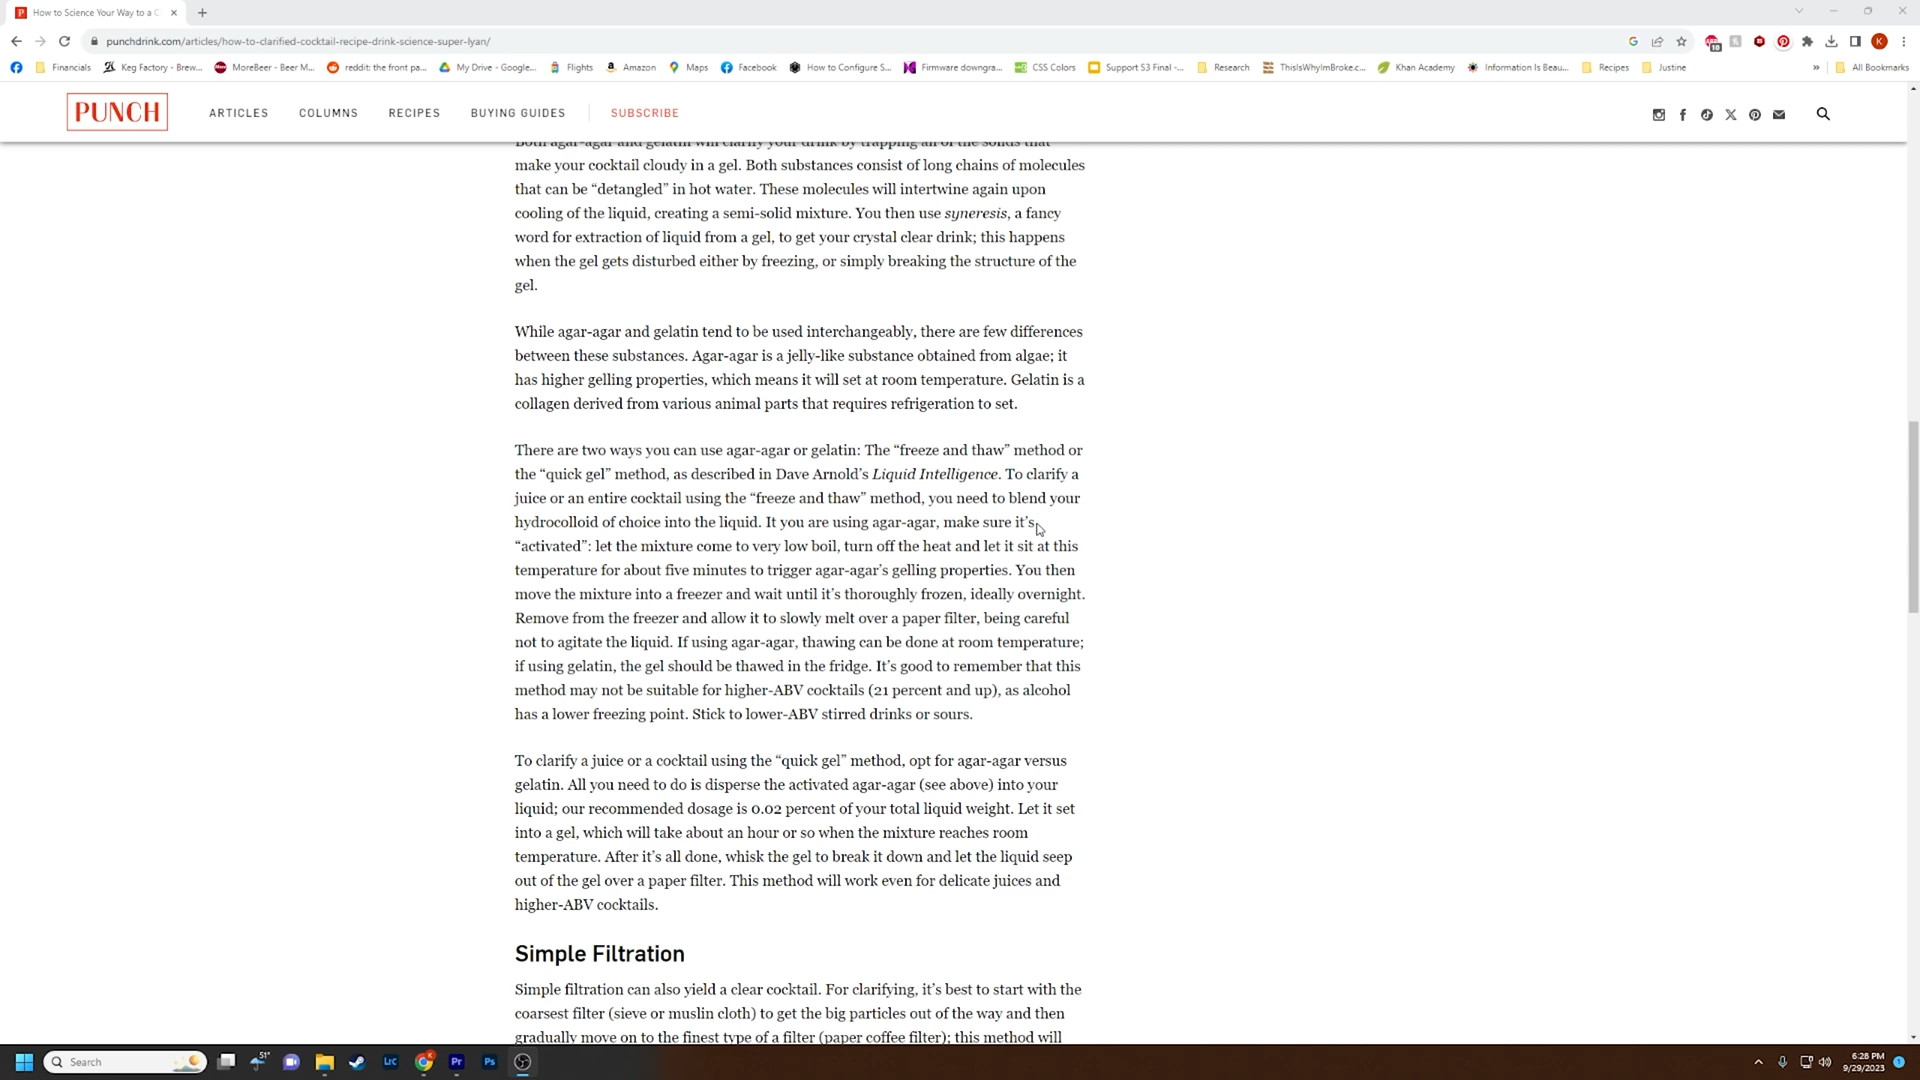 How to Science Your Way to a C
punchdrink.com/articles/how-to-clarified-cocktail-recipe-drink-science-super-lyan/
10
K
Financials
Keg Factory - Brew...
MoreBeer - Beer M...
reddit: the front pa...
My Drive - Google...
Flights
Amazon
Maps
Facebook
How to Configure S...
Firmware downgra...
CSS Colors
Support S3 Final -...
Research
ThisIsWhyImBroke.c...
Khan Academy
Information Is Beau...
Recipes
Justine
»
All Bookmarks
PUNCH
ARTICLES
COLUMNS
RECIPES
BUYING GUIDES
SUBSCRIBE
Both agar-agar and gelatin will clarify your drink by trapping all of the solids that
make your cocktail cloudy in a gel. Both substances consist of long chains of molecules
that can be “detangled” in hot water. These molecules will intertwine again upon
cooling of the liquid, creating a semi-solid mixture. You then use syneresis, a fancy
word for extraction of liquid from a gel, to get your crystal clear drink; this happens
when the gel gets disturbed either by freezing, or simply breaking the structure of the
gel.
While agar-agar and gelatin tend to be used interchangeably, there are few differences
between these substances. Agar-agar is a jelly-like substance obtained from algae; it
has higher gelling properties, which means it will set at room temperature. Gelatin is a
collagen derived from various animal parts that requires refrigeration to set.
There are two ways you can use agar-agar or gelatin: The “freeze and thaw” method or
the “quick gel” method, as described in Dave Arnold’s Liquid Intelligence. To clarify a
juice or an entire cocktail using the “freeze and thaw” method, you need to blend your
hydrocolloid of choice into the liquid. It you are using agar-agar, make sure it’s
“activated”: let the mixture come to very low boil, turn off the heat and let it sit at this
temperature for about five minutes to trigger agar-agar’s gelling properties. You then
move the mixture into a freezer and wait until it’s thoroughly frozen, ideally overnight.
Remove from the freezer and allow it to slowly melt over a paper filter, being careful
not to agitate the liquid. If using agar-agar, thawing can be done at room temperature;
if using gelatin, the gel should be thawed in the fridge. It’s good to remember that this
method may not be suitable for higher-ABV cocktails (21 percent and up), as alcohol
has a lower freezing point. Stick to lower-ABV stirred drinks or sours.
To clarify a juice or a cocktail using the “quick gel” method, opt for agar-agar versus
gelatin. All you need to do is disperse the activated agar-agar (see above) into your
liquid; our recommended dosage is 0.02 percent of your total liquid weight. Let it set
into a gel, which will take about an hour or so when the mixture reaches room
temperature. After it’s all done, whisk the gel to break it down and let the liquid seep
out of the gel over a paper filter. This method will work even for delicate juices and
higher-ABV cocktails.
Simple Filtration
Simple filtration can also yield a clear cocktail. For clarifying, it’s best to start with the
coarsest filter (sieve or muslin cloth) to get the big particles out of the way and then
gradually move on to the finest type of a filter (paper coffee filter); this method will
Search
51°
Lrc
Pr
Ps
6:28 PM
9/29/2023
1